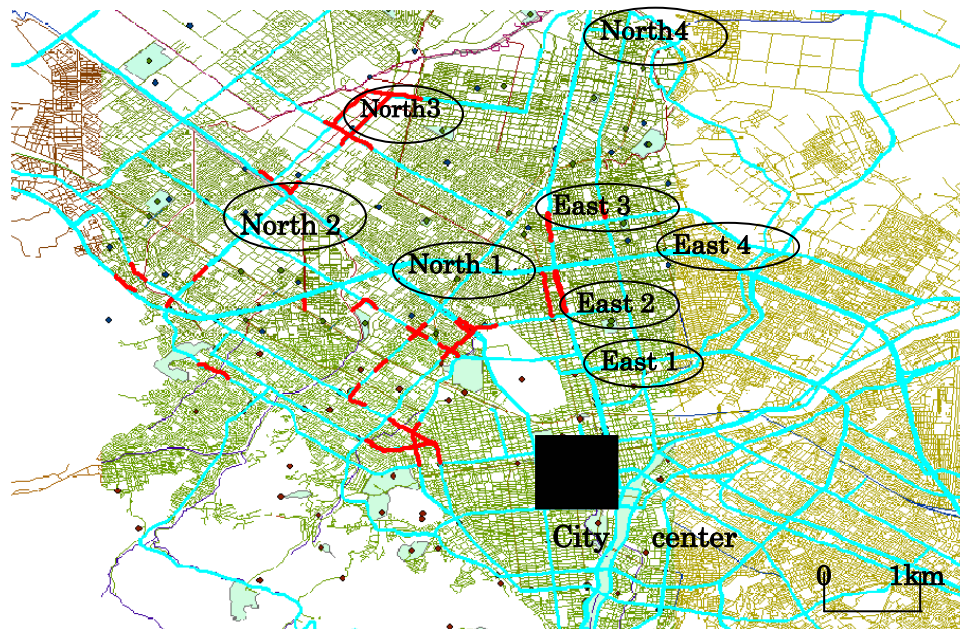 North4
North3
East 3
North 2
East 4
North 1
East 2
East 1
City center
0 1km